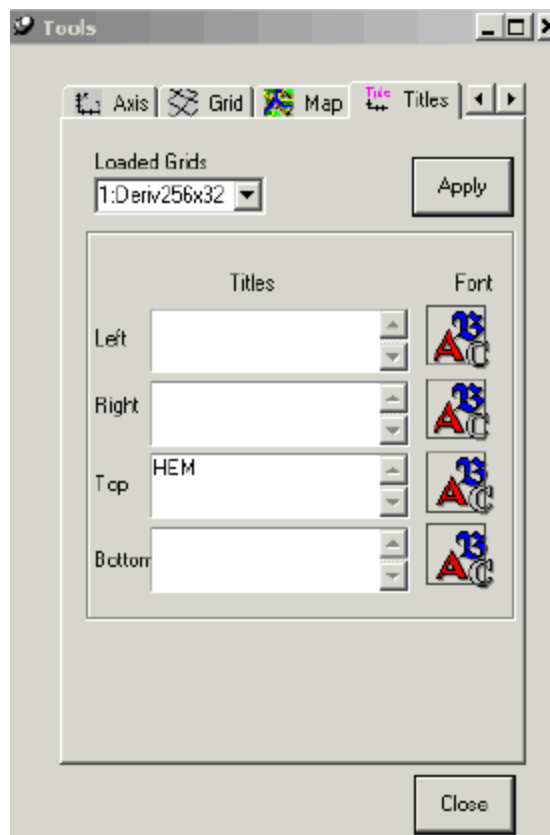 Tools
Axis Grid Map Title Titles
Loaded Grids
1:Deriv256x32
Apply
Titles Font
Left
Right
Top HEM
Bottom
Close